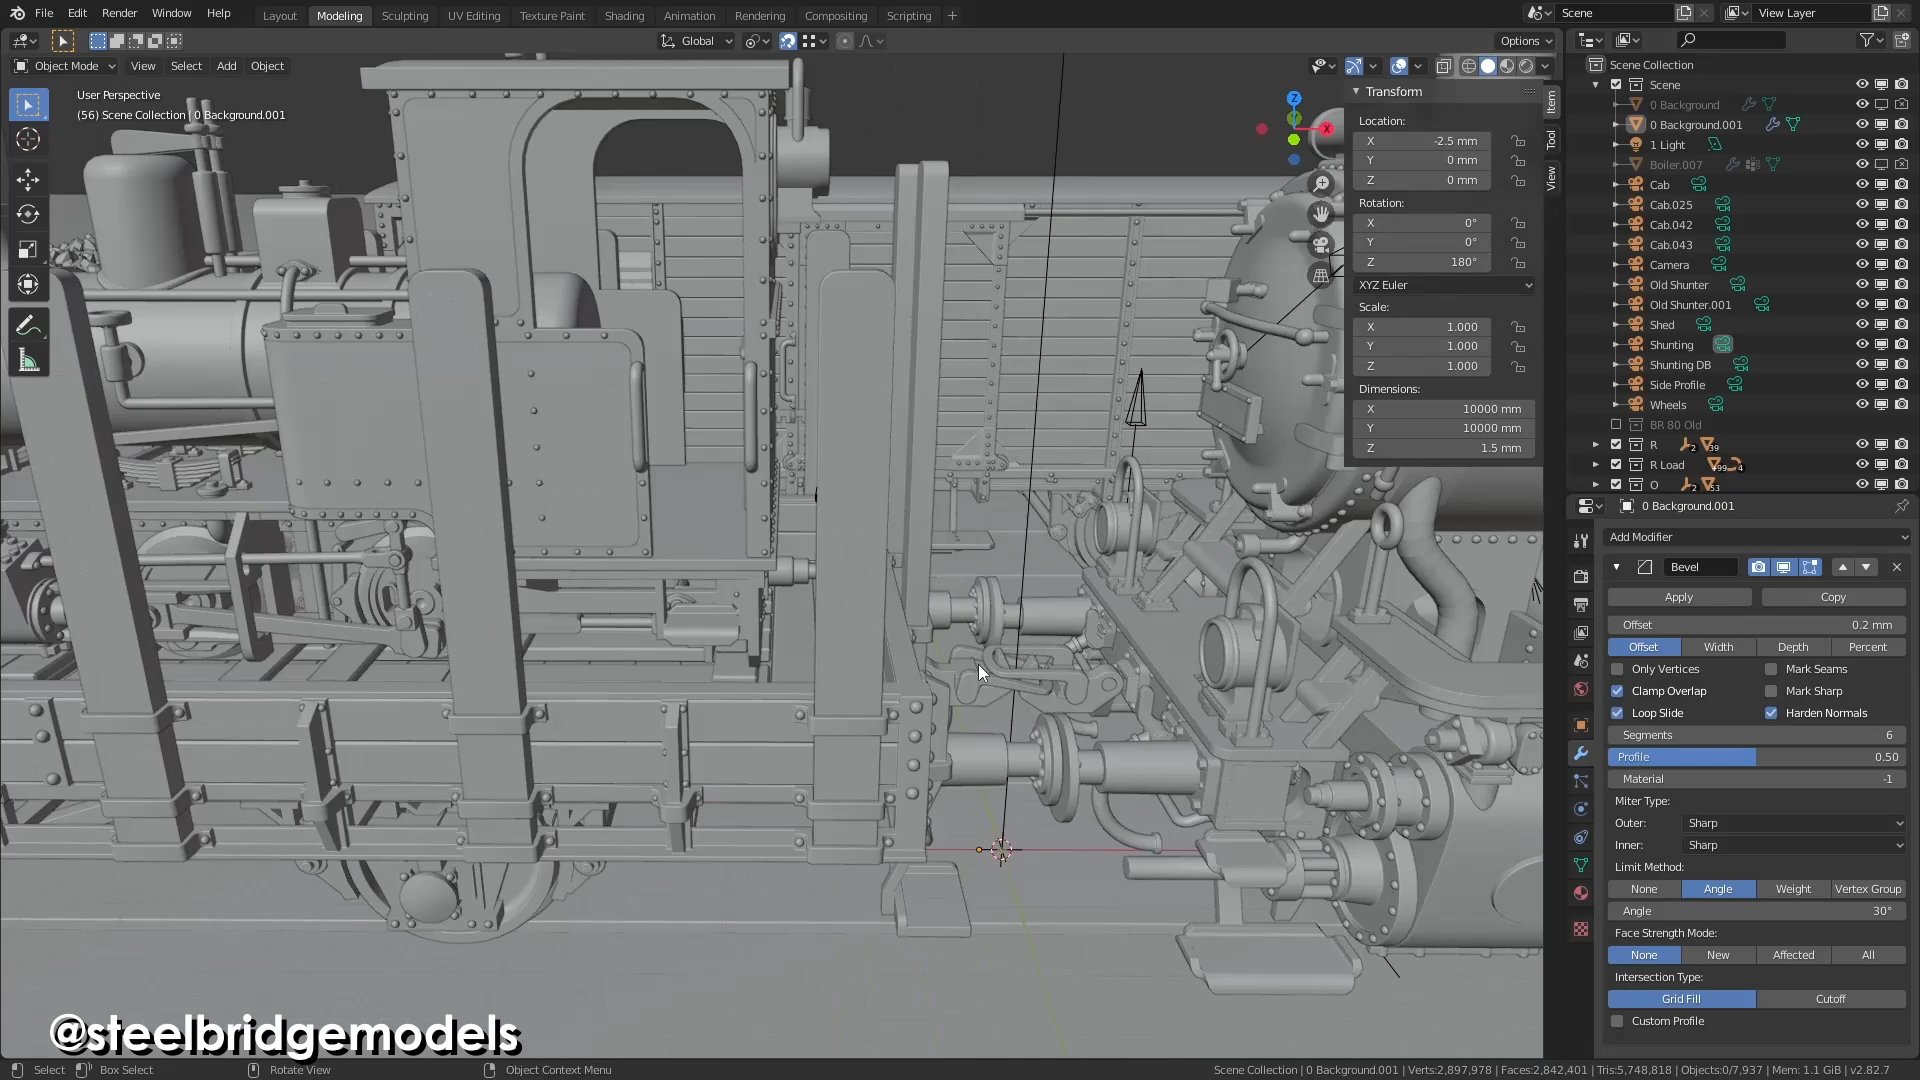 File Edit Render Window Help
Layout Modeling Sculpting UV Editing Texture Paint Shading Animation Rendering Compositing Scripting +
Scene View Layer
Global Options
Object Mode View Select Add Object
User Perspective
(56) Scene Collection | 0 Background.001
Transform
Location:
X -2.5 mm
Y 0 mm
Z 0 mm
Rotation:
X 0°
Y 0°
Z 180°
XYZ Euler
Scale:
X 1.000
Y 1.000
Z 1.000
Dimensions:
X 10000 mm
Y 10000 mm
Z 1.5 mm
Item
Tool
View
Z
X
Scene Collection
Scene
0 Background
0 Background.001
1 Light
Boiler.007
Cab
Cab.025
Cab.042
Cab.043
Camera
Old Shunter
Old Shunter.001
Shed
Shunting
Shunting DB
Side Profile
Wheels
BR 80 Old
R 2 39
R Load 99 4
O 2 53
0 Background.001
Add Modifier
Bevel
Apply Copy
Offset 0.2 mm
Offset Width Depth Percent
Only Vertices Mark Seams
Clamp Overlap Mark Sharp
Loop Slide Harden Normals
Segments 6
Profile 0.50
Material -1
Miter Type:
Outer: Sharp
Inner: Sharp
Limit Method:
None Angle Weight Vertex Group
Angle 30°
Face Strength Mode:
None New Affected All
Intersection Type:
Grid Fill Cutoff
Custom Profile
@steelbridgemodels
Select Box Select Rotate View Object Context Menu
Scene Collection | 0 Background.001 | Verts:2,897,978 | Faces:2,842,401 | Tris:5,748,818 | Objects:0/7,937 | Mem: 1.1 GiB | v2.82.7